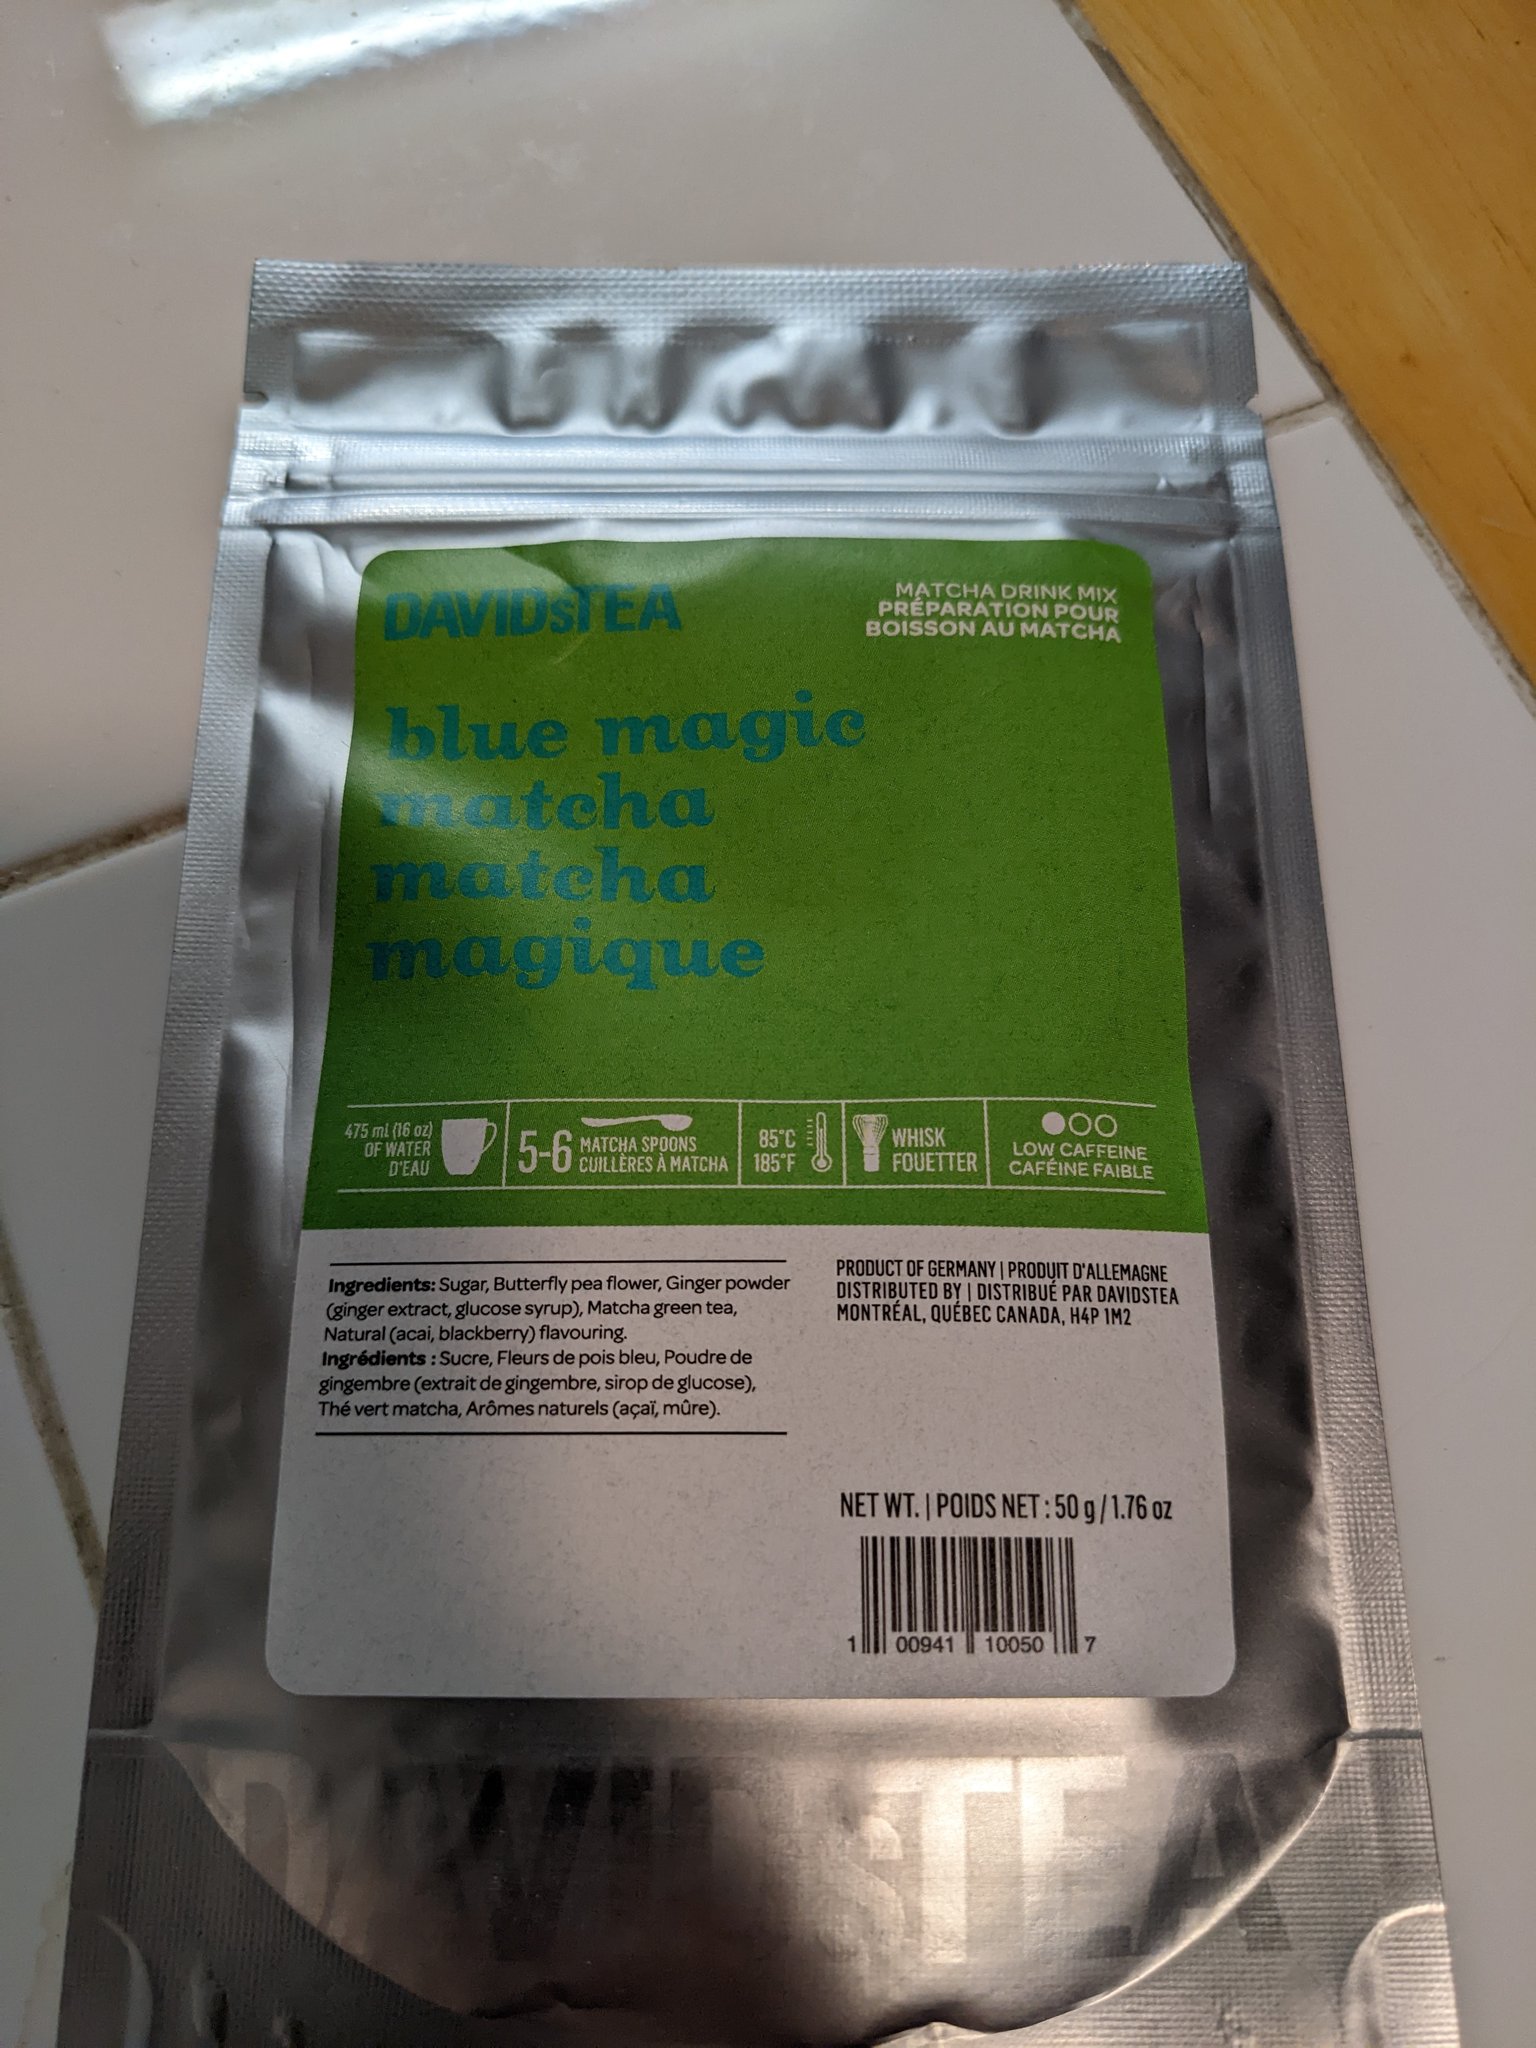 DAVIDsTEA
MATCHA DRINK MIX
PRÉPARATION POUR
BOISSON AU MATCHA
blue magic
matcha
matcha
magique
475 ml (16 oz)
OF WATER
D'EAU
5-6
MATCHA SPOONS
CUILLÈRES À MATCHA
85°C
185°F
WHISK
FOUETTER
LOW CAFFEINE
CAFÉINE FAIBLE
Ingredients: Sugar, Butterfly pea flower, Ginger powder
(ginger extract, glucose syrup), Matcha green tea,
Natural (acai, blackberry) flavouring.
Ingrédients : Sucre, Fleurs de pois bleu, Poudre de
gingembre (extrait de gingembre, sirop de glucose),
Thé vert matcha, Arômes naturels (açaï, mûre).
PRODUCT OF GERMANY | PRODUIT D'ALLEMAGNE
DISTRIBUTED BY | DISTRIBUÉ PAR DAVIDSTEA
MONTRÉAL, QUÉBEC CANADA, H4P 1M2
NET WT. | POIDS NET : 50 g / 1.76 oz
1 00941 10050 7
DAVIDsTEA